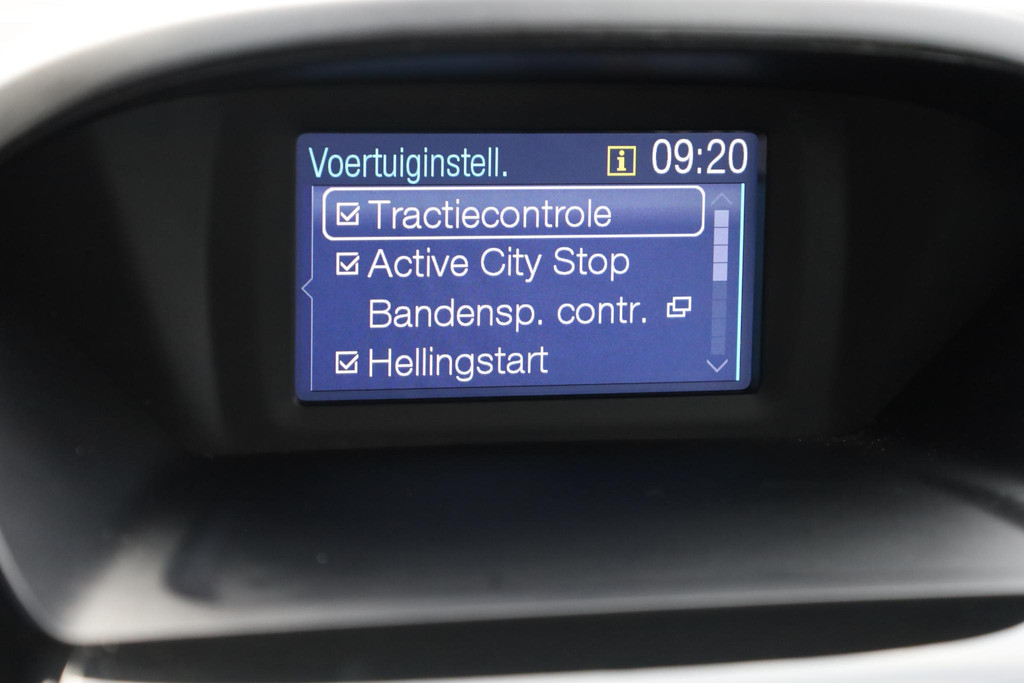 Voertuiginstell. i 09:20
Tractiecontrole
Active City Stop
Bandensp. contr.
Hellingstart